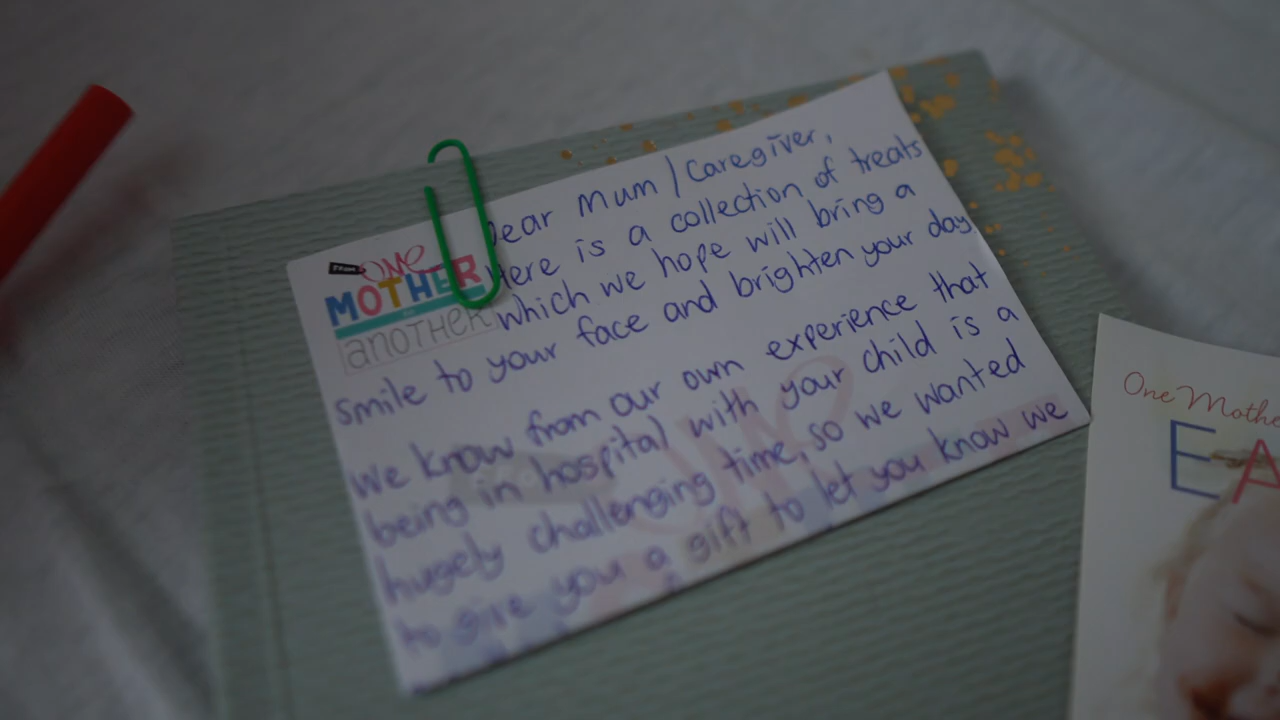 Dear Mum / Caregiver,
Here is a collection of treats
which we hope will bring a
smile to your face and brighten your day.
We know from our own experience that
being in hospital with your child is a
hugely challenging time, so we wanted
to give you a gift to let you know we
FROM ONE
MOTHER
TO
ANOTHER
One Mothe
EA